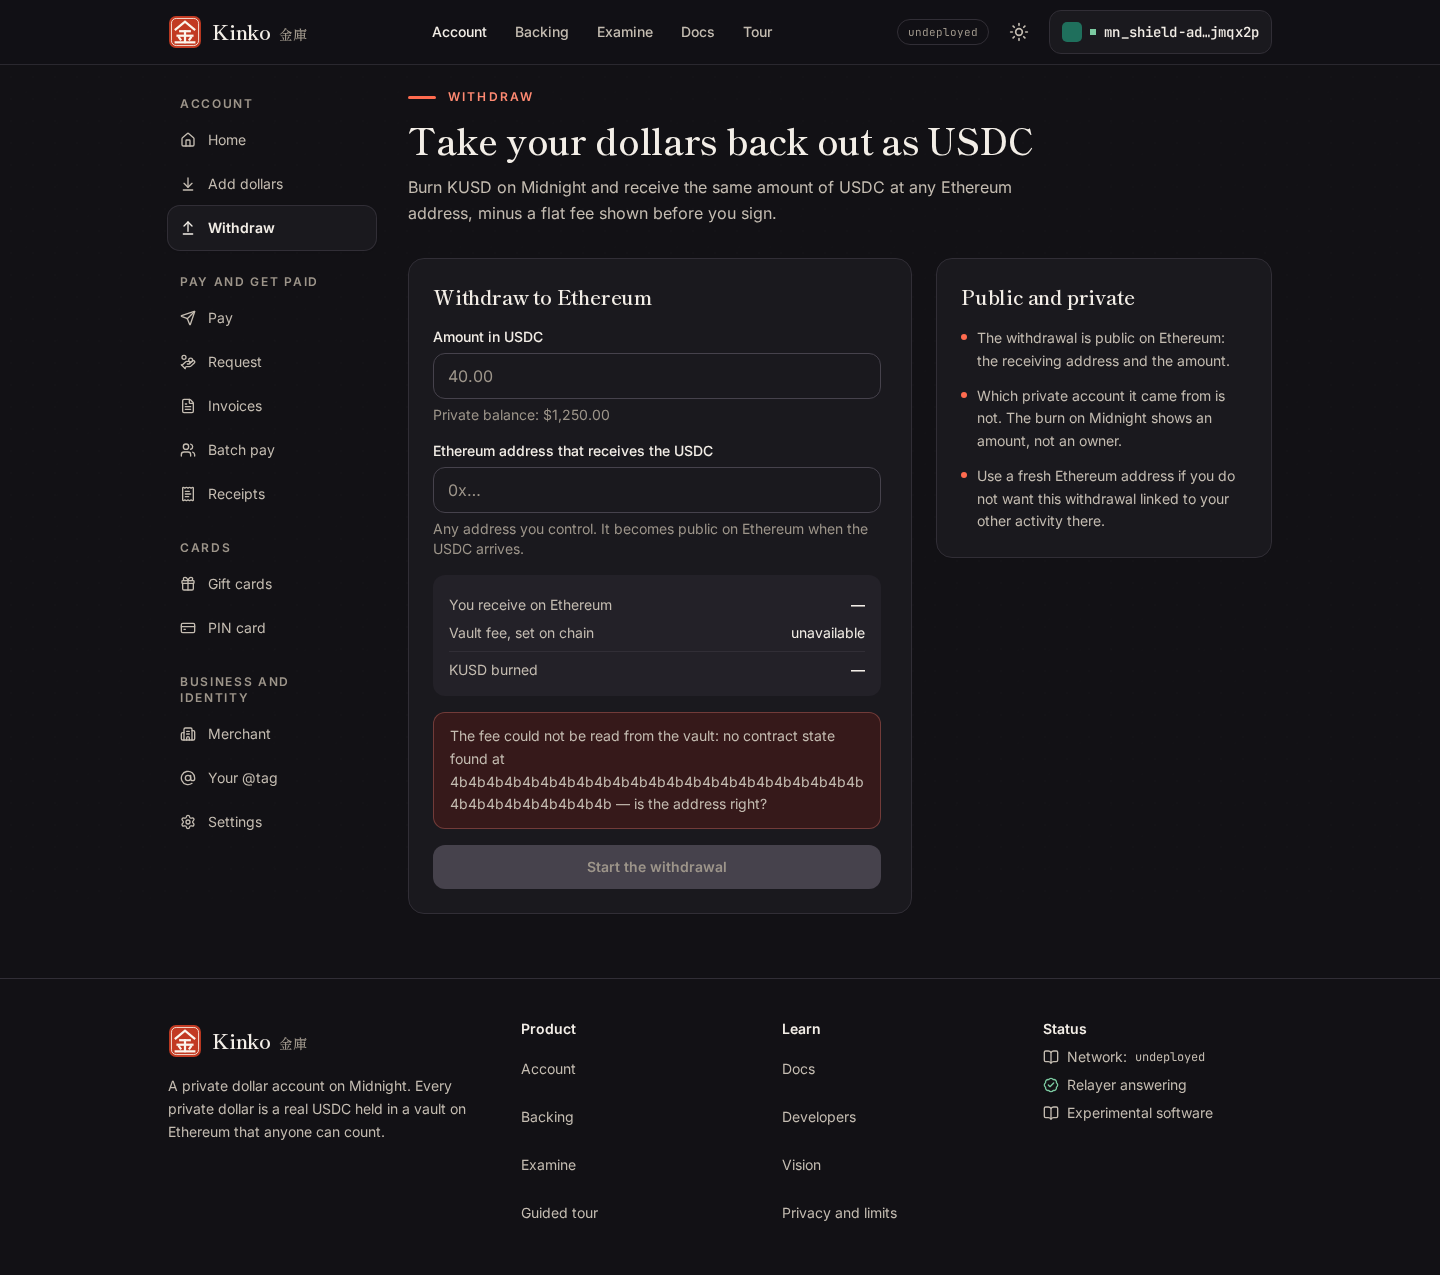 金 Kinko 金庫
Account Backing Examine Docs Tour
undeployed
mn_shield-ad…jmqx2p
ACCOUNT
Home
Add dollars
Withdraw
PAY AND GET PAID
Pay
Request
Invoices
Batch pay
Receipts
CARDS
Gift cards
PIN card
BUSINESS AND
IDENTITY
Merchant
Your @tag
Settings
WITHDRAW
Take your dollars back out as USDC
Burn KUSD on Midnight and receive the same amount of USDC at any Ethereum
address, minus a flat fee shown before you sign.
Withdraw to Ethereum
Amount in USDC
40.00
Private balance: $1,250.00
Ethereum address that receives the USDC
0x...
Any address you control. It becomes public on Ethereum when the
USDC arrives.
You receive on Ethereum —
Vault fee, set on chain unavailable
KUSD burned —
The fee could not be read from the vault: no contract state
found at
4b4b4b4b4b4b4b4b4b4b4b4b4b4b4b4b4b4b4b4b4b4b4b
4b4b4b4b4b4b4b4b4b — is the address right?
Start the withdrawal
Public and private
The withdrawal is public on Ethereum:
the receiving address and the amount.
Which private account it came from is
not. The burn on Midnight shows an
amount, not an owner.
Use a fresh Ethereum address if you do
not want this withdrawal linked to your
other activity there.
金 Kinko 金庫
A private dollar account on Midnight. Every
private dollar is a real USDC held in a vault on
Ethereum that anyone can count.
Product
Account
Backing
Examine
Guided tour
Learn
Docs
Developers
Vision
Privacy and limits
Status
Network: undeployed
Relayer answering
Experimental software